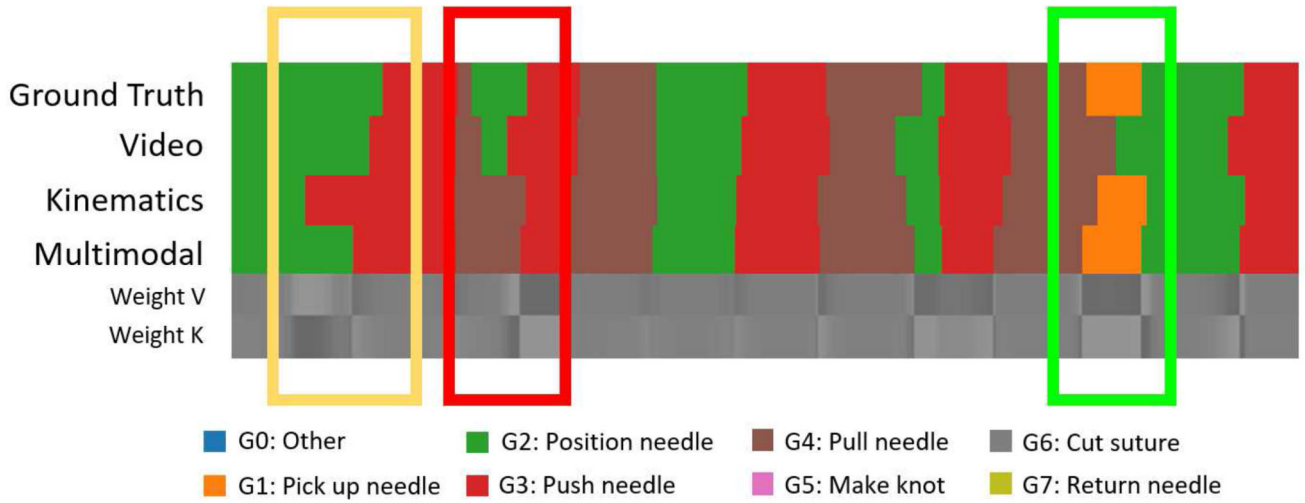 Ground Truth
Video
Kinematics
Multimodal
Weight V
Weight K
G0: Other
G2: Position needle
G4: Pull needle
G6: Cut suture
G1: Pick up needle
G3: Push needle
G5: Make knot
G7: Return needle